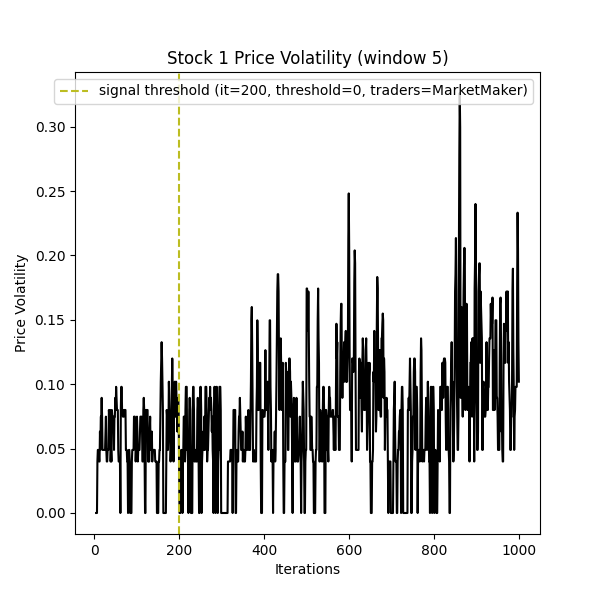 Stock 1 Price Volatility (window 5)
signal threshold (it=200, threshold=0, traders=MarketMaker)
0.30
0.25
0.20
0.15
0.10
0.05
0.00
Price Volatility
0 200 400 600 800 1000
Iterations